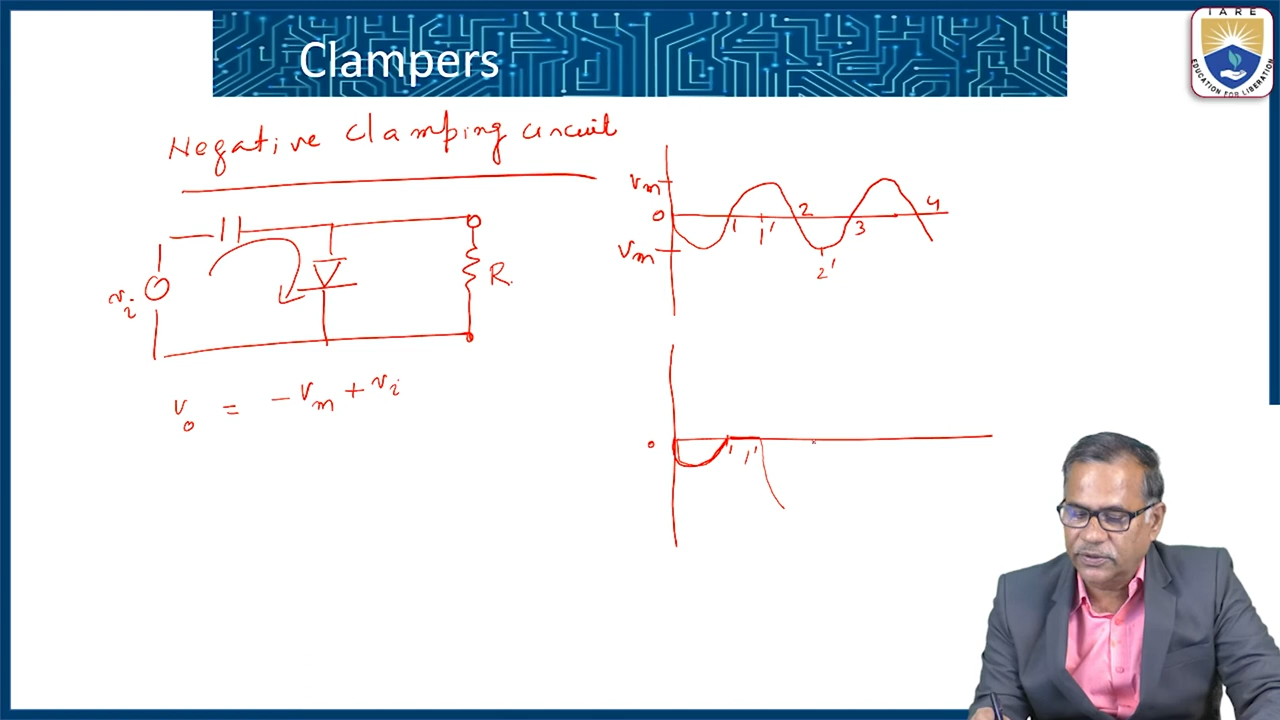 Clampers
IARE
EDUCATION FOR LIBERATION
Negative clamping circuit
vi
R.
vo = -vm + vi
vm
0
vm
1
1'
2
2'
3
4
0
1
1'